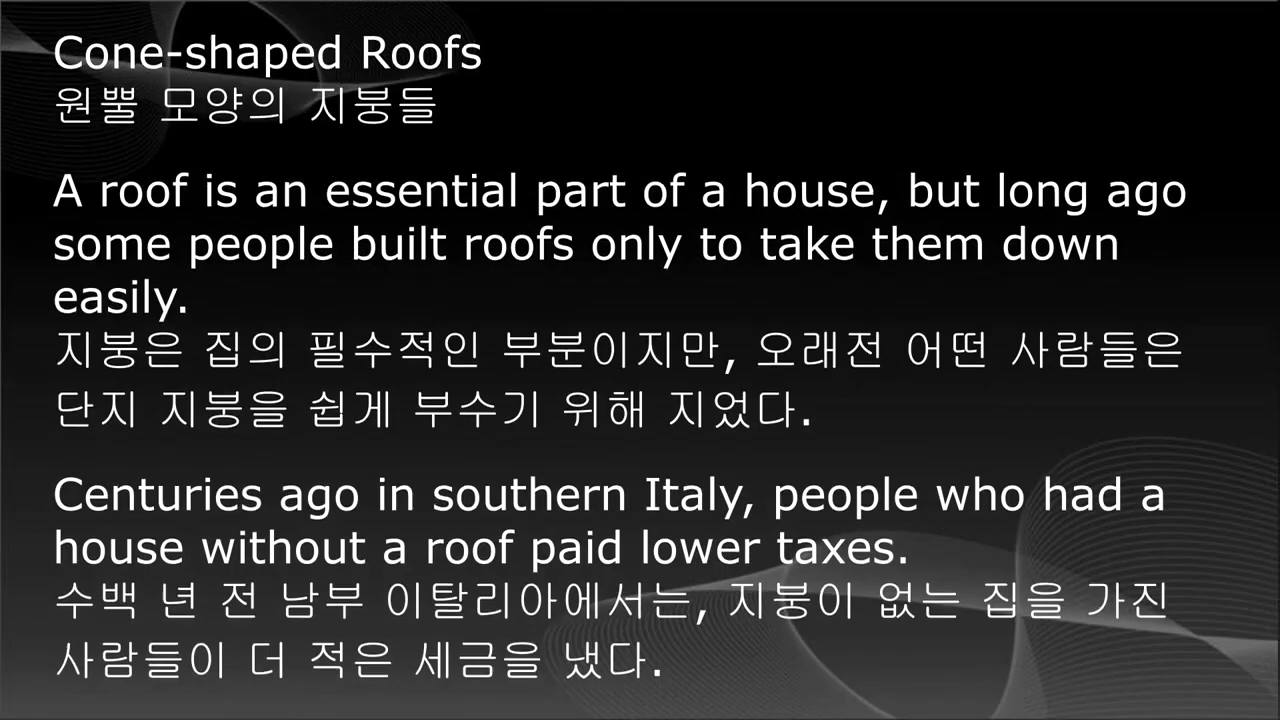 Cone-shaped Roofs
원뿔 모양의 지붕들
A roof is an essential part of a house, but long ago
some people built roofs only to take them down
easily.
지붕은 집의 필수적인 부분이지만, 오래전 어떤 사람들은
단지 지붕을 쉽게 부수기 위해 지었다.
Centuries ago in southern Italy, people who had a
house without a roof paid lower taxes.
수백 년 전 남부 이탈리아에서는, 지붕이 없는 집을 가진
사람들이 더 적은 세금을 냈다.